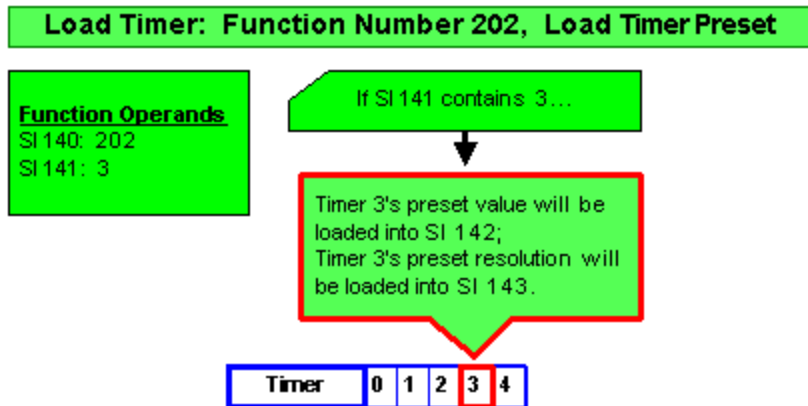 Load Timer: Function Number 202, Load Timer Preset
Function Operands
SI 140: 202
SI 141: 3
If SI 141 contains 3...
Timer 3's preset value will be
loaded into SI 142;
Timer 3's preset resolution will
be loaded into SI 143.
Timer 0 1 2 3 4